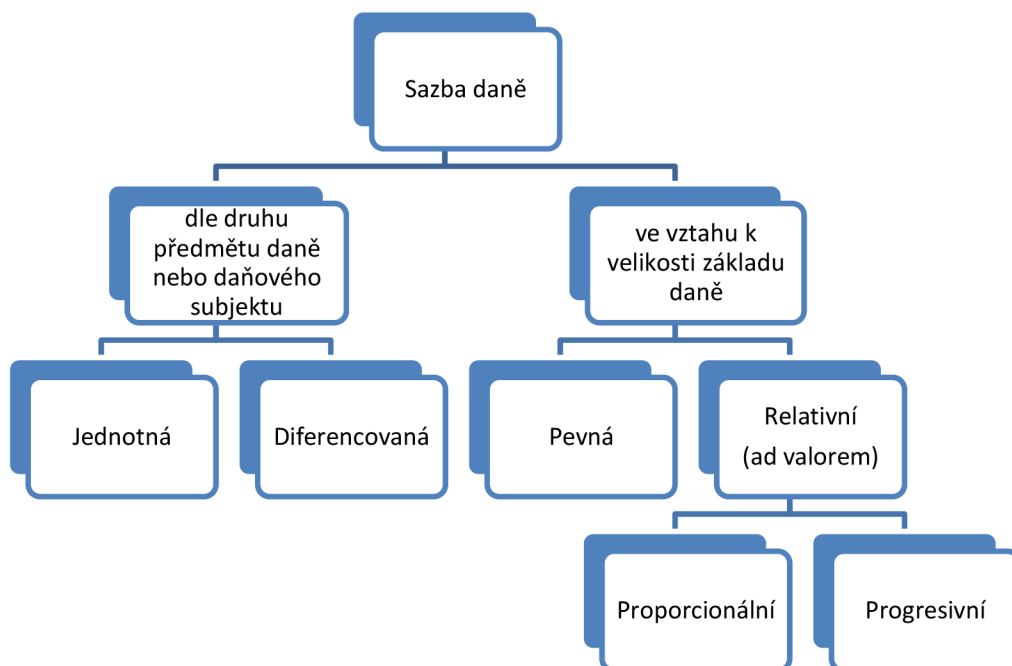 Sazba daně
dle druhu
předmětu daně
nebo daňového
subjektu
ve vztahu k
velikosti základu
daně
Jednotná
Diferencovaná
Pevná
Relativní
(ad valorem)
Proporcionální
Progresivní